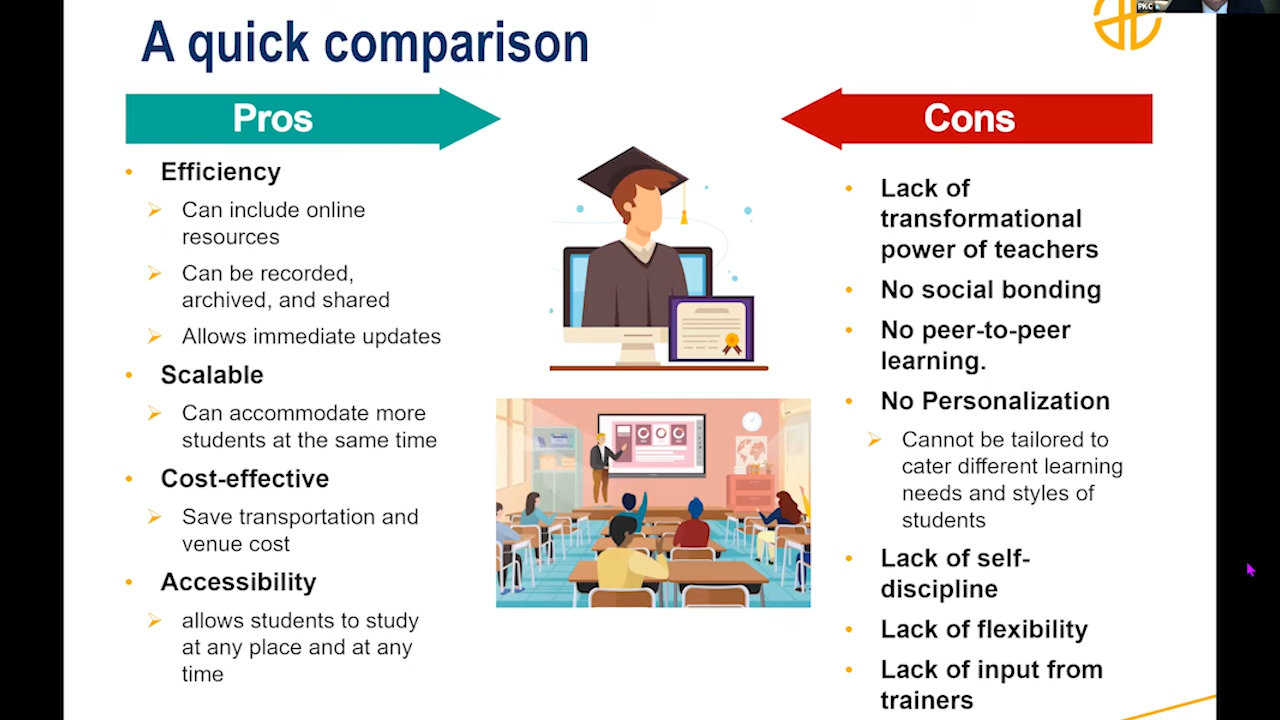 PKC
A quick comparison
Pros
Efficiency
Can include online
resources
Can be recorded,
archived, and shared
Allows immediate updates
Scalable
Can accommodate more
students at the same time
Cost-effective
Save transportation and
venue cost
Accessibility
allows students to study
at any place and at any
time
Cons
Lack of
transformational
power of teachers
No social bonding
No peer-to-peer
learning.
No Personalization
Cannot be tailored to
cater different learning
needs and styles of
students
Lack of self-
discipline
Lack of flexibility
Lack of input from
trainers